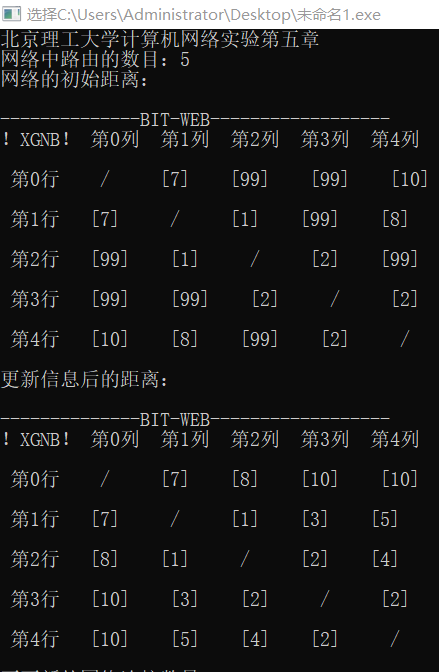 选择C:\Users\Administrator\Desktop\未命名1.exe
北京理工大学计算机网络实验第五章
网络中路由的数目：5
网络的初始距离：
--------------BIT-WEB------------------
！XGNB！ 第0列 第1列 第2列 第3列 第4列
第0行 / [7] [99] [99] [10]
第1行 [7] / [1] [99] [8]
第2行 [99] [1] / [2] [99]
第3行 [99] [99] [2] / [2]
第4行 [10] [8] [99] [2] /
更新信息后的距离：
--------------BIT-WEB------------------
！XGNB！ 第0列 第1列 第2列 第3列 第4列
第0行 / [7] [8] [10] [10]
第1行 [7] / [1] [3] [5]
第2行 [8] [1] / [2] [4]
第3行 [10] [3] [2] / [2]
第4行 [10] [5] [4] [2] /